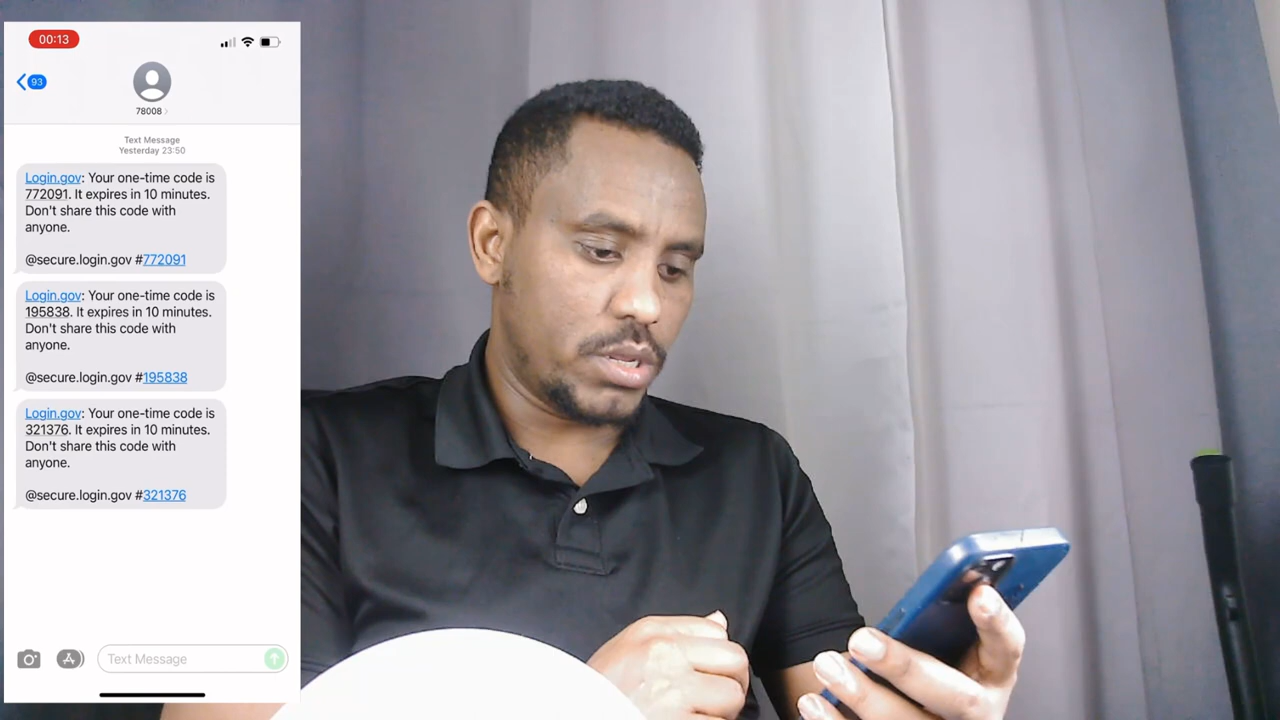 00:13
93
78008
Text Message
Yesterday 23:50
Login.gov: Your one-time code is
772091. It expires in 10 minutes.
Don't share this code with
anyone.
@secure.login.gov #772091
Login.gov: Your one-time code is
195838. It expires in 10 minutes.
Don't share this code with
anyone.
@secure.login.gov #195838
Login.gov: Your one-time code is
321376. It expires in 10 minutes.
Don't share this code with
anyone.
@secure.login.gov #321376
Text Message